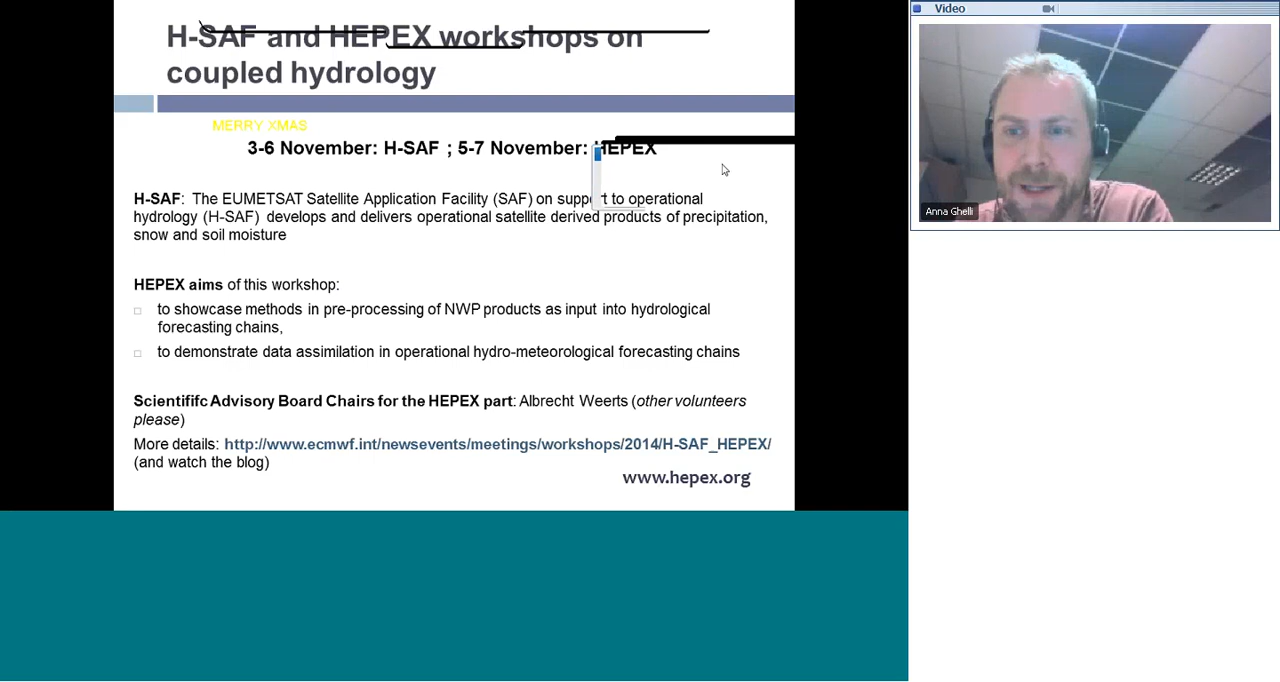 H-SAF and HEPEX workshops on
coupled hydrology
MERRY XMAS
3-6 November: H-SAF ; 5-7 November: HEPEX
H-SAF: The EUMETSAT Satellite Application Facility (SAF) on support to operational
hydrology (H-SAF) develops and delivers operational satellite derived products of precipitation,
snow and soil moisture
HEPEX aims of this workshop:
to showcase methods in pre-processing of NWP products as input into hydrological
forecasting chains,
to demonstrate data assimilation in operational hydro-meteorological forecasting chains
Scientififc Advisory Board Chairs for the HEPEX part: Albrecht Weerts (other volunteers
please)
More details: http://www.ecmwf.int/newsevents/meetings/workshops/2014/H-SAF_HEPEX/
(and watch the blog)
www.hepex.org
Video
Anna Ghelli